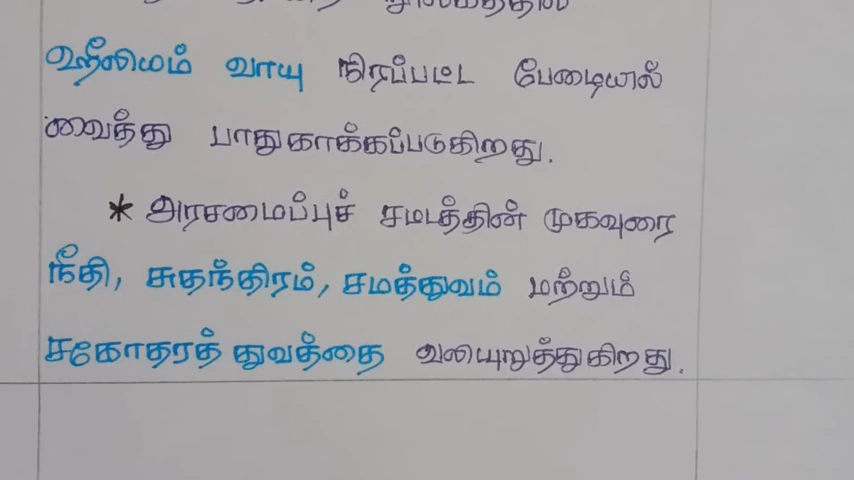 நூலகத்தில்
ஹீலியம் வாயு நிரப்பட்ட பேழையில்
வைத்து பாதுகாக்கப்படுகிறது.
* அரசமைப்புச் சட்டத்தின் முகவுரை
நீதி, சுதந்திரம், சமத்துவம் மற்றும்
சகோதரத்துவத்தை வலியுறுத்துகிறது.